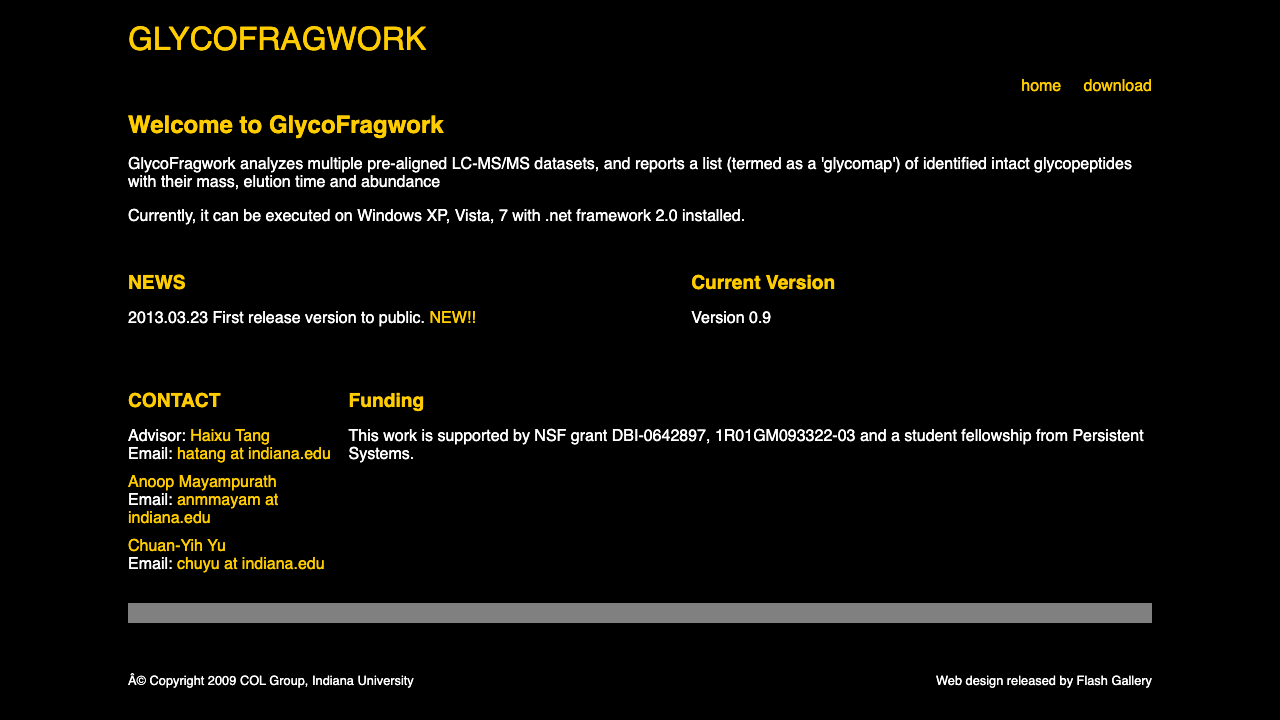 GLYCOFRAGWORK
home download
Welcome to GlycoFragwork
GlycoFragwork analyzes multiple pre-aligned LC-MS/MS datasets, and reports a list (termed as a 'glycomap') of identified intact glycopeptides
with their mass, elution time and abundance
Currently, it can be executed on Windows XP, Vista, 7 with .net framework 2.0 installed.
NEWS
2013.03.23 First release version to public. NEW!!
Current Version
Version 0.9
CONTACT
Advisor: Haixu Tang
Email: hatang at indiana.edu
Anoop Mayampurath
Email: anmmayam at
indiana.edu
Chuan-Yih Yu
Email: chuyu at indiana.edu
Funding
This work is supported by NSF grant DBI-0642897, 1R01GM093322-03 and a student fellowship from Persistent
Systems.
Â© Copyright 2009 COL Group, Indiana University
Web design released by Flash Gallery